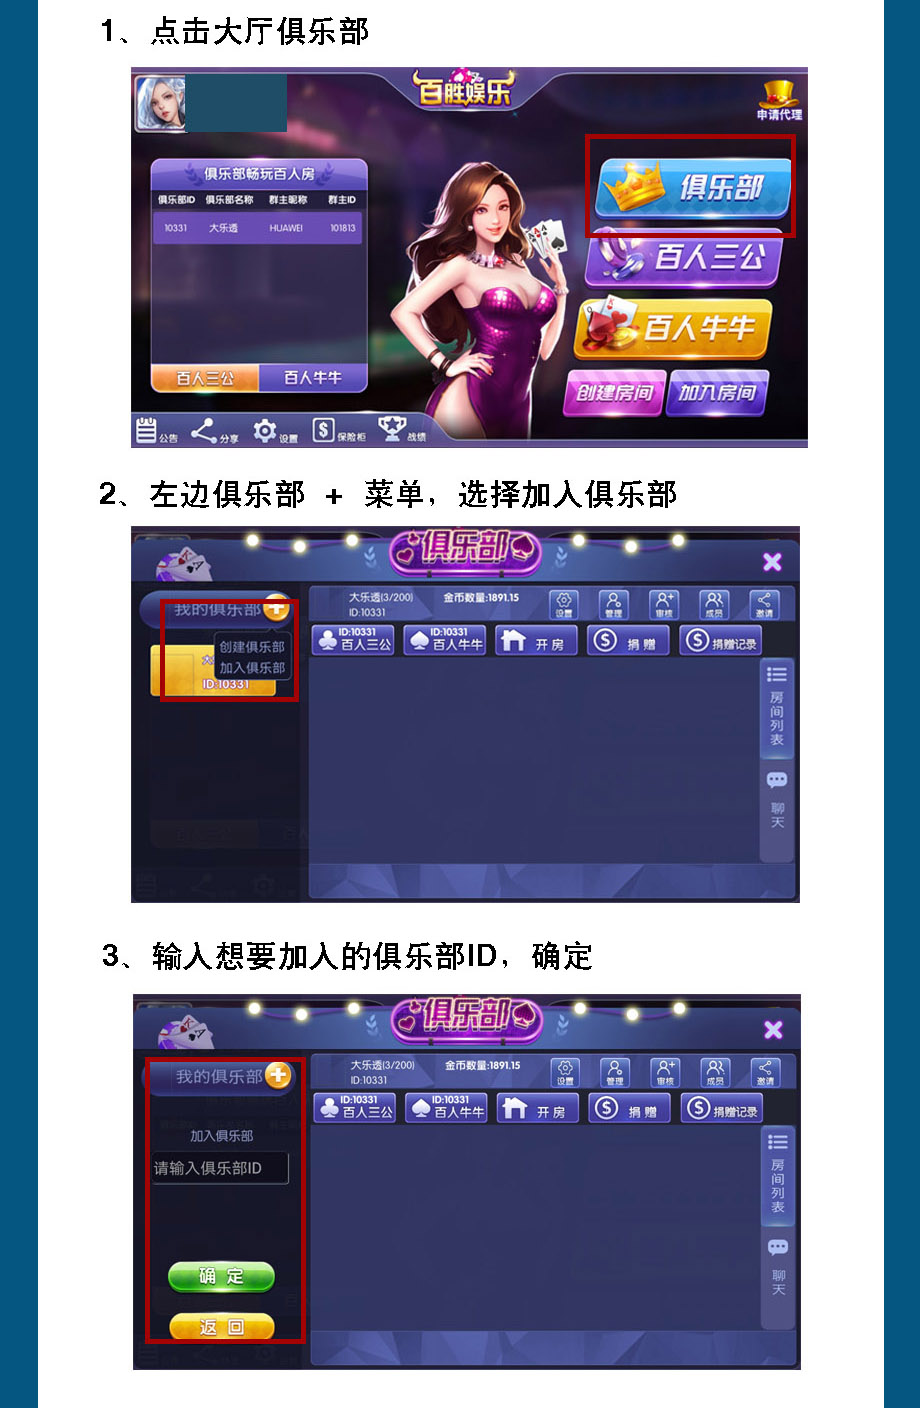 1、点击大厅俱乐部
百胜娱乐
申请代理
俱乐部畅玩百人房
俱乐部ID 俱乐部名称 群主昵称 群主ID
10331 大乐透 HUAWEI 101813
百人三公 百人牛牛
俱乐部
百人三公
百人牛牛
创建房间 加入房间
公告 分享 设置 保险柜 战绩
2、左边俱乐部 + 菜单，选择加入俱乐部
俱乐部
我的俱乐部
创建俱乐部
加入俱乐部
ID:10331
大乐透(3/200) 金币数量:1891.15
ID:10331
设置 管理 审核 成员 邀请
ID:10331 百人三公
ID:10331 百人牛牛
开房
捐赠
捐赠记录
房间列表
聊天
3、输入想要加入的俱乐部ID，确定
俱乐部
我的俱乐部
加入俱乐部
请输入俱乐部ID
确定
返回
大乐透(3/200) 金币数量:1891.15
ID:10331
设置 管理 审核 成员 邀请
ID:10331 百人三公
ID:10331 百人牛牛
开房
捐赠
捐赠记录
房间列表
聊天